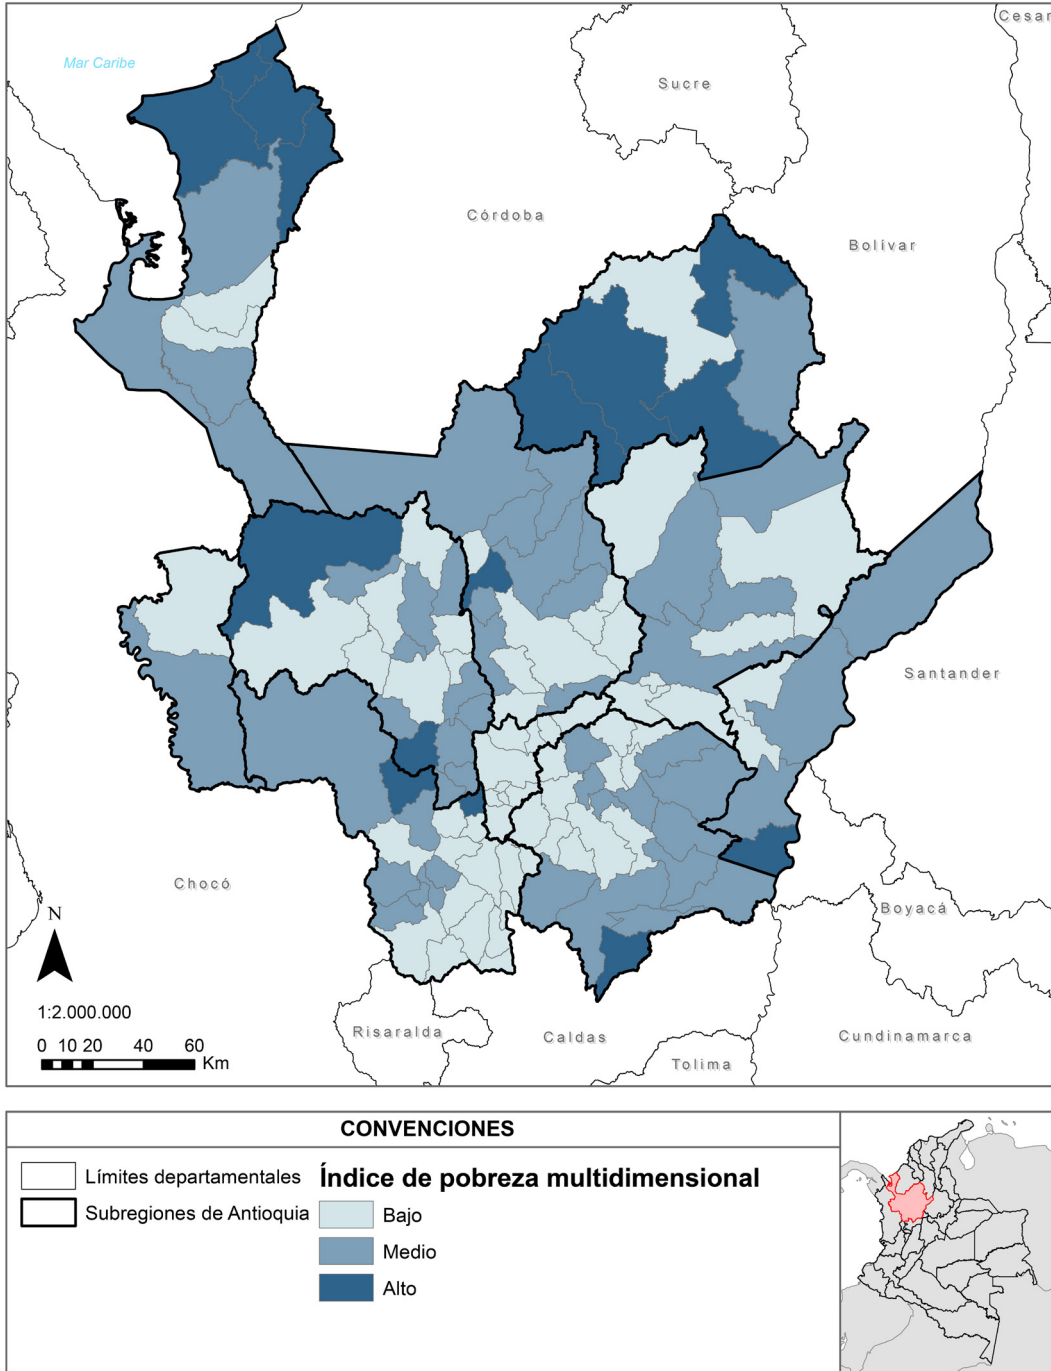 Cesar
Mar Caribe
Sucre
Córdoba
Bolívar
Santander
Chocó
Boyacá
N
1:2.000.000
Risaralda
Caldas
Cundinamarca
Tolima
0 10 20 40 60
Km
CONVENCIONES
Límites departamentales
Subregiones de Antioquia
Índice de pobreza multidimensional
Bajo
Medio
Alto